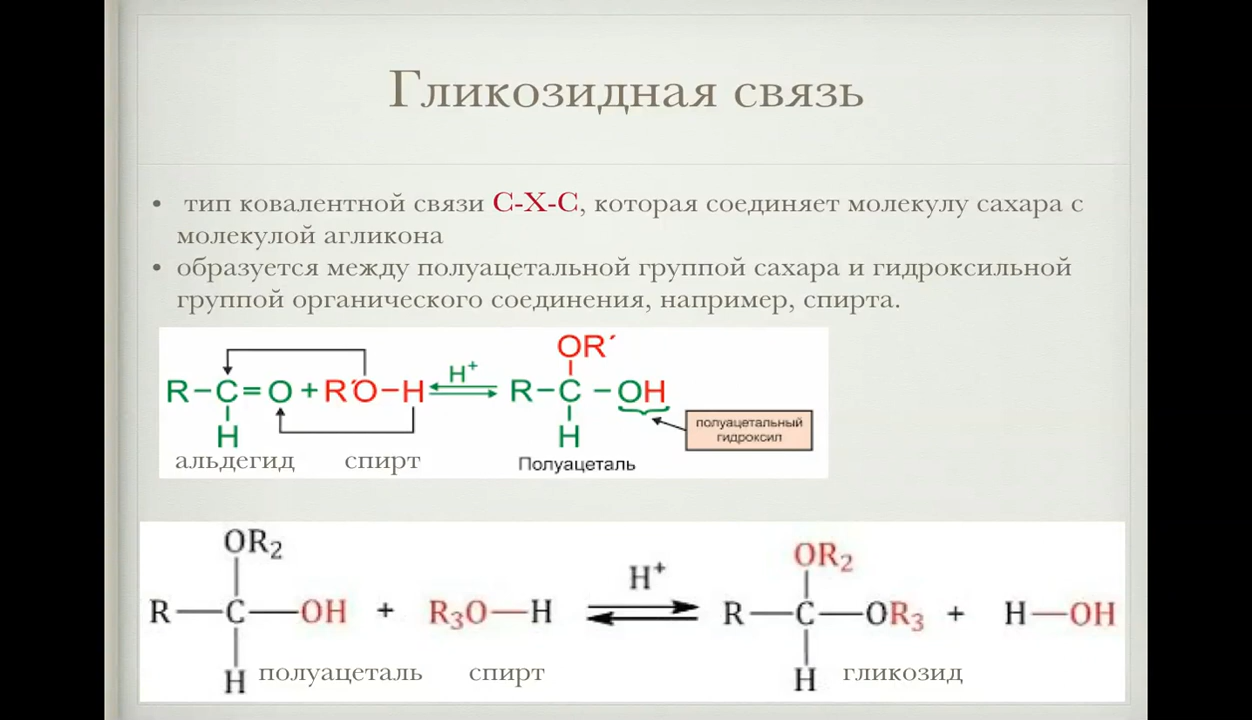 Гликозидная связь
• тип ковалентной связи С-Х-С, которая соединяет молекулу сахара с
молекулой агликона
• образуется между полуацетальной группой сахара и гидроксильной
группой органического соединения, например, спирта.
OR´
R–C=O + R´O–H H⁺ R–C–OH
H H
полуацетальный
гидроксил
альдегид спирт Полуацеталь
OR₂ OR₂
R—C—OH + R₃O—H H⁺ R—C—OR₃ + H—OH
H полуацеталь спирт H гликозид